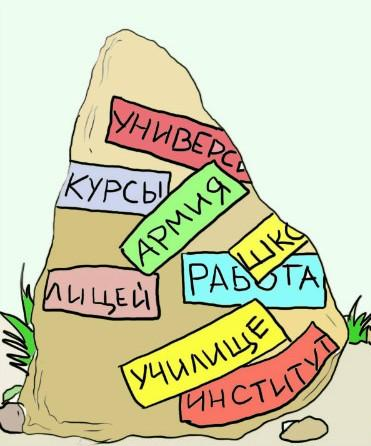 УНИВЕРС
КУРСЫ
АРМИЯ
ШКО
РАБОТА
ЛИЦЕЙ
УЧИЛИЩЕ
ИНСТИТУТ